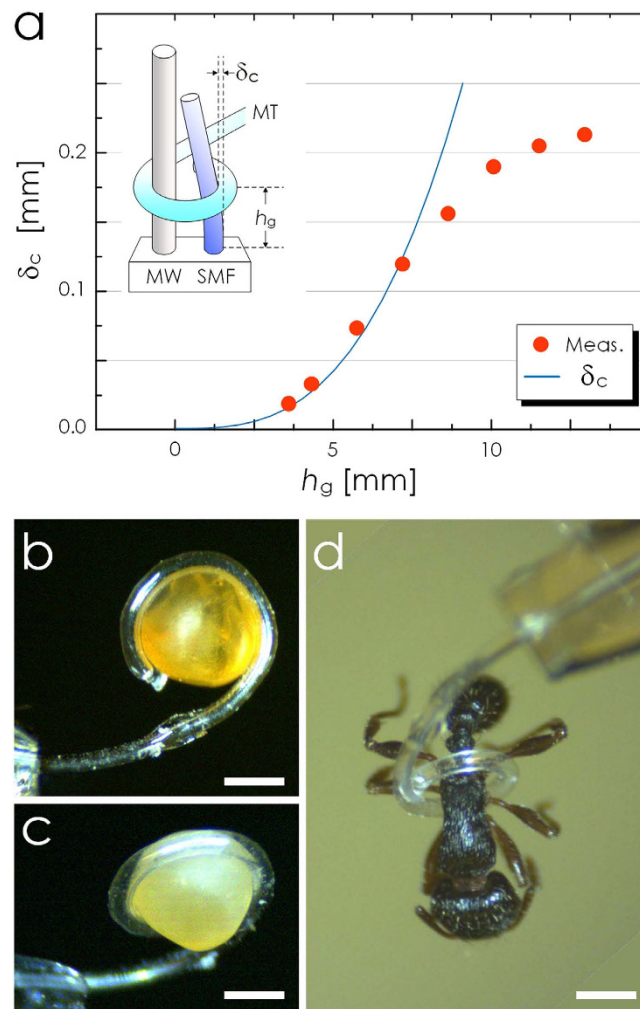 a
δc
MT
hg
MW SMF
δc [mm]
0.2
0.1
0.0
Meas.
δc
0 5 10
hg [mm]
b
c
d